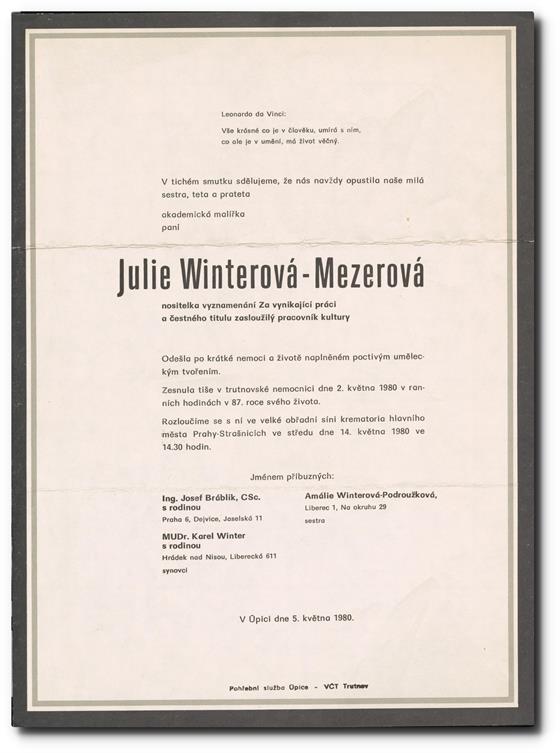 Leonardo da Vinci:
Vše krásné co je v člověku, umírá s ním,
co ale je v umění, má život věčný.
V tichém smutku sdělujeme, že nás navždy opustila naše milá
sestra, teta a prateta
akademická malířka
paní
Julie Winterová-Mezerová
nositelka vyznamenání Za vynikající práci
a čestného titulu zasloužilý pracovník kultury
Odešla po krátké nemoci a životě naplněném poctivým umělec-
kým tvořením.
Zesnula tiše v trutnovské nemocnici dne 2. května 1980 v ran-
ních hodinách v 87. roce svého života.
Rozloučíme se s ní ve velké obřadní síni krematoria hlavního
města Prahy-Strašnicích ve středu dne 14. května 1980 ve
14.30 hodin.
Jménem příbuzných:
Ing. Josef Bráblík, CSc.
s rodinou
Praha 6, Dejvice, Joselská 11
MUDr. Karel Winter
s rodinou
Hrádek nad Nisou, Liberecká 611
synovci
Amálie Winterová-Podroužková,
Liberec 1, Na okruhu 29
sestra
V Úpici dne 5. května 1980.
Pohřební služba Úpice - VČT Trutnov